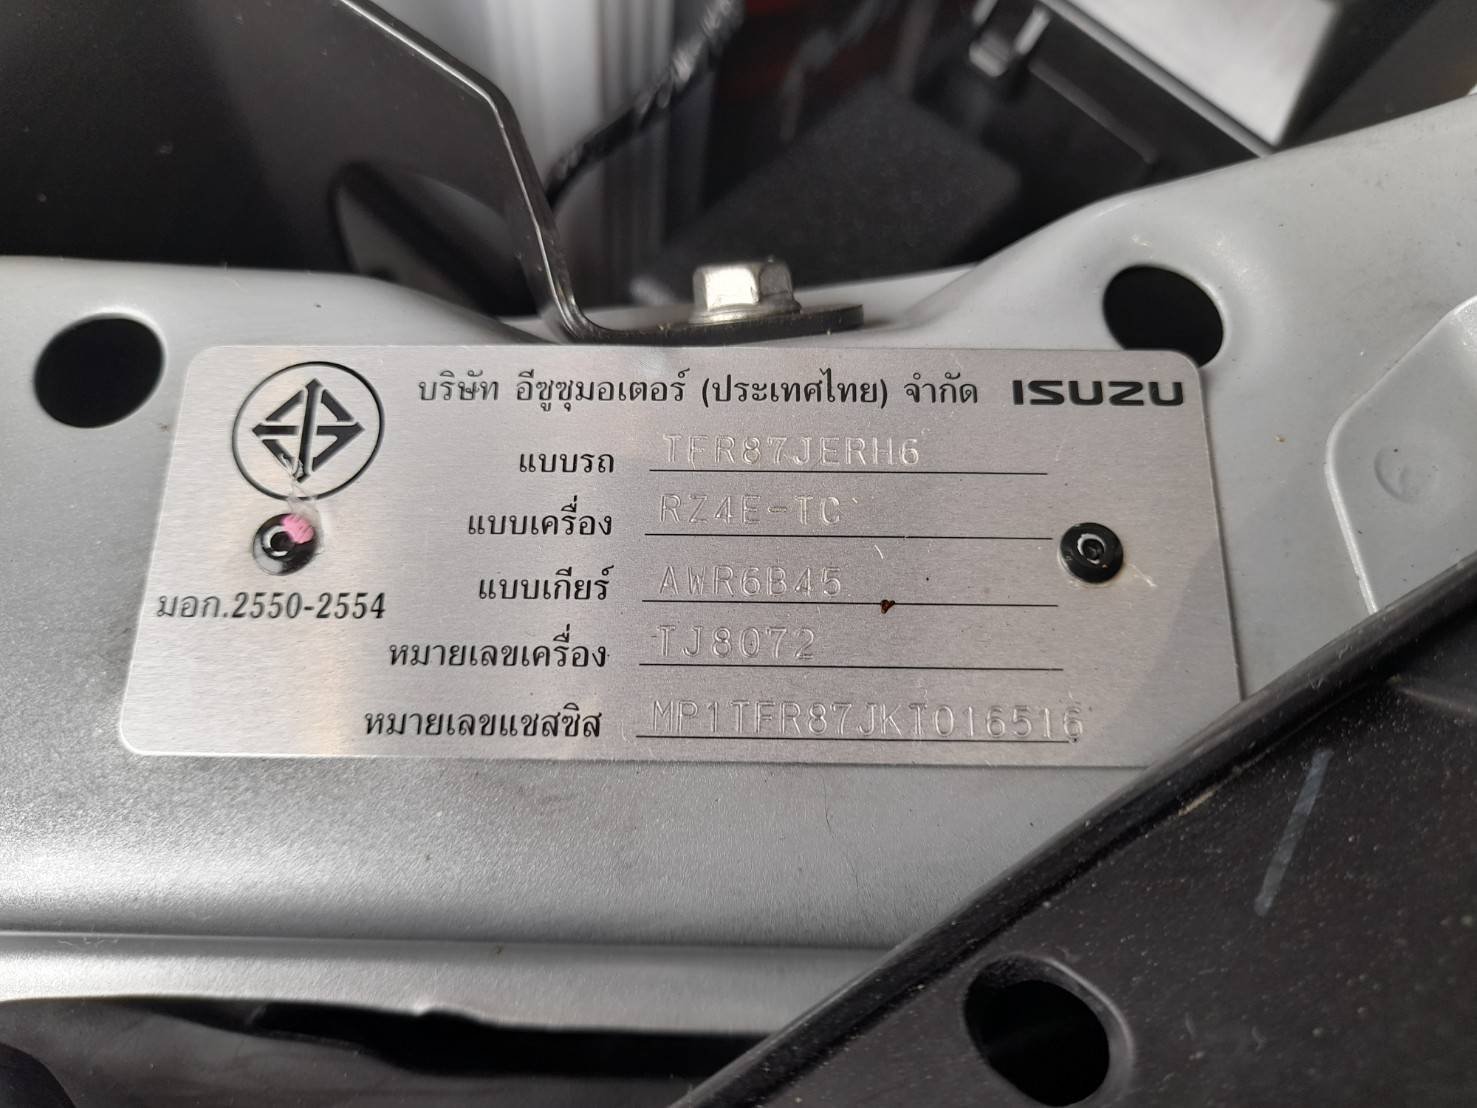 บริษัท อีซูซุมอเตอร์ (ประเทศไทย) จำกัด ISUZU
แบบรถ TFR87JERH6
แบบเครื่อง RZ4E-TC
แบบเกียร์ AWR6B45
มอก.2550-2554
หมายเลขเครื่อง TJ8072
หมายเลขแชสซิส MP1TFR87JKT016516